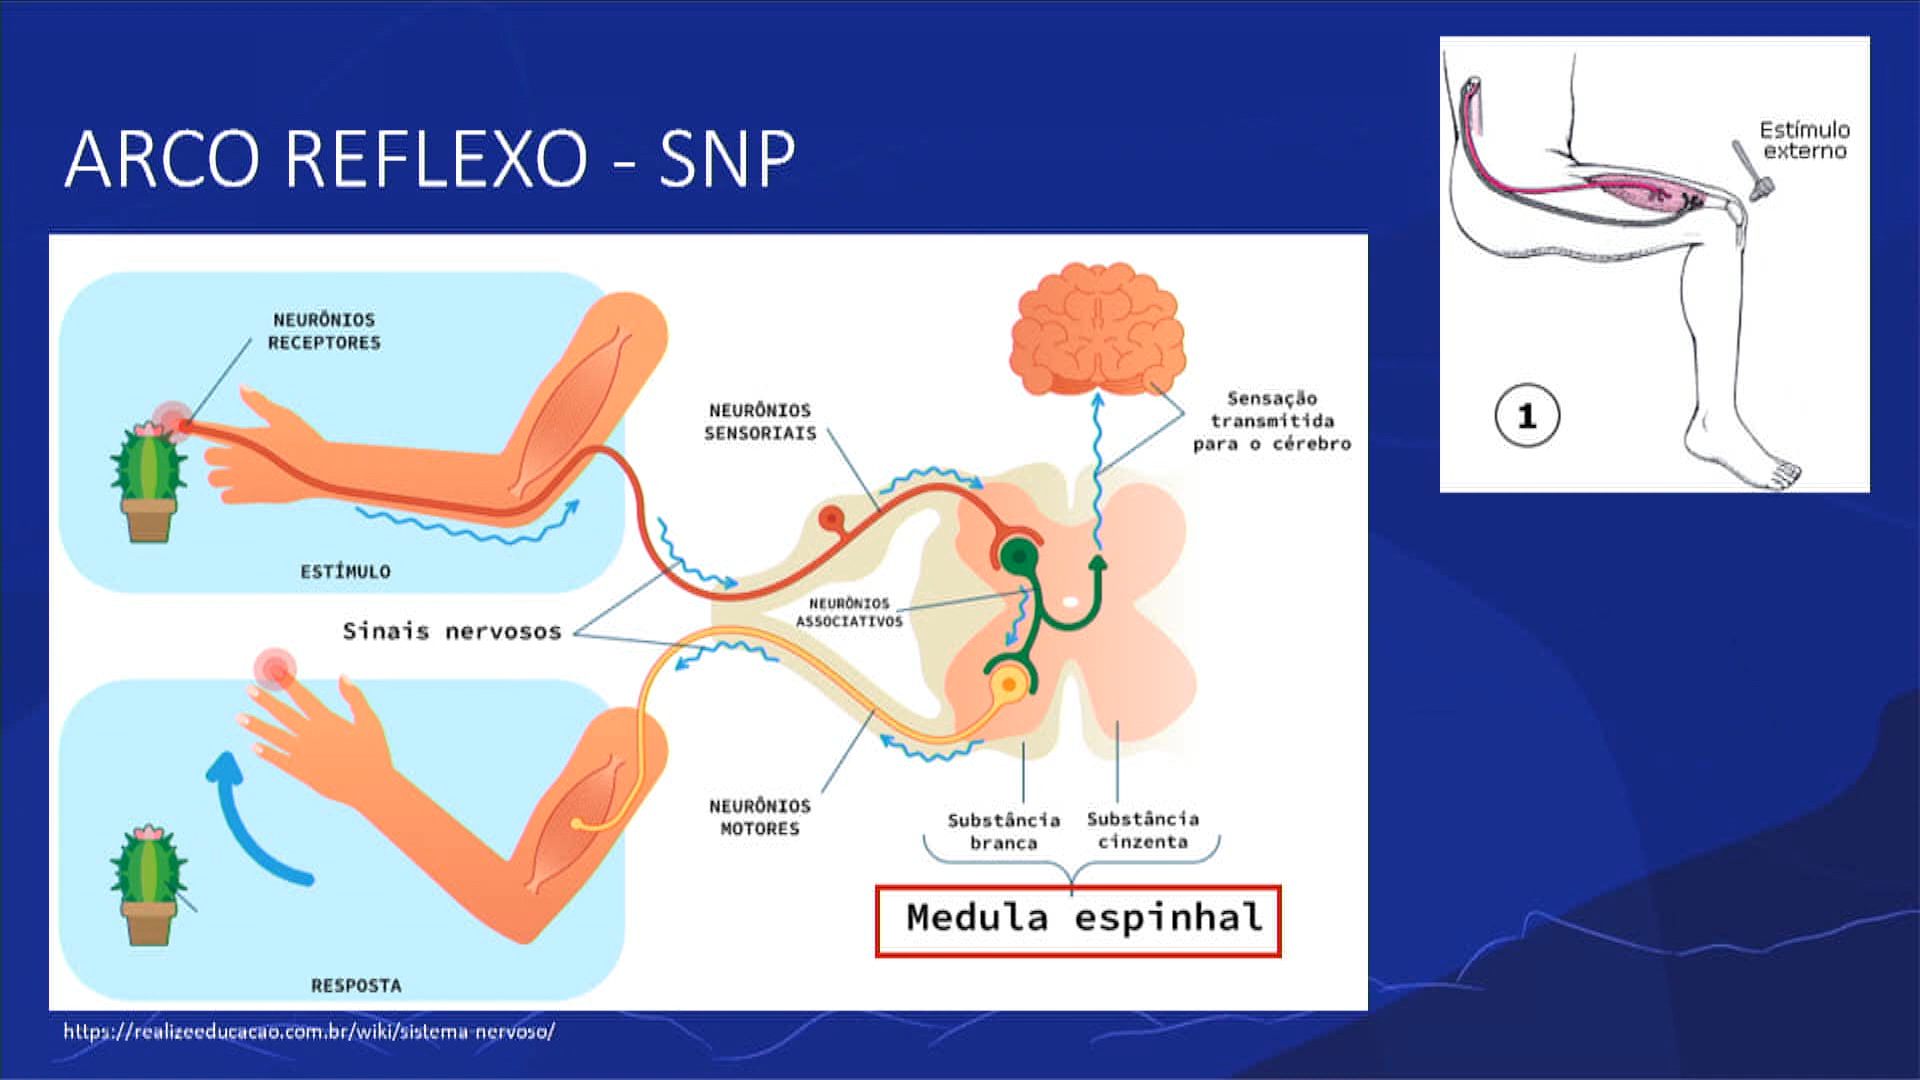 ARCO REFLEXO - SNP
Estímulo
externo
1
NEURÔNIOS
RECEPTORES
ESTÍMULO
NEURÔNIOS
SENSORIAIS
Sensação
transmitida
para o cérebro
Sinais nervosos
NEURÔNIOS
ASSOCIATIVOS
NEURÔNIOS
MOTORES
Substância
branca
Substância
cinzenta
Medula espinhal
RESPOSTA
https://realizeeducacao.com.br/wiki/sistema-nervoso/